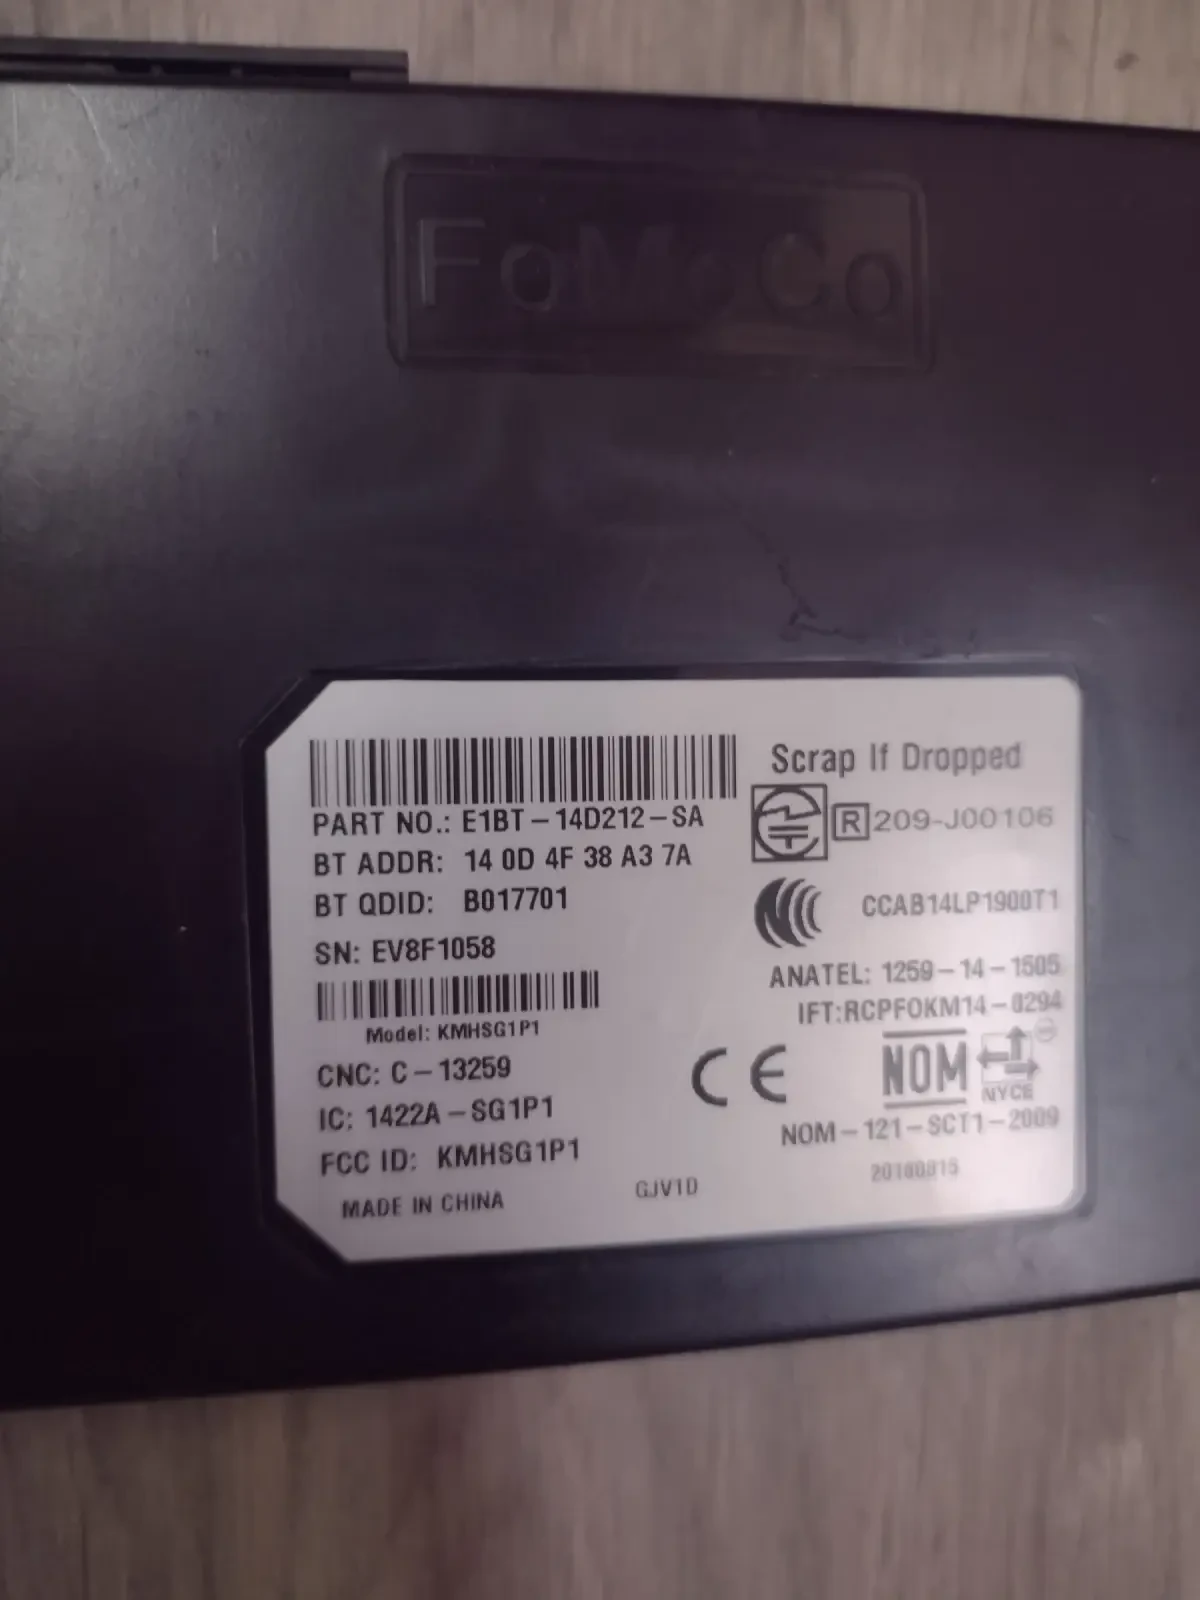 FoMoCo
Scrap If Dropped
PART NO.: E1BT-14D212-SA
R 209-J00106
BT ADDR: 14 0D 4F 38 A3 7A
BT QDID: B017701
CCAB14LP1900T1
SN: EV8F1058
ANATEL: 1259-14-1505
IFT:RCPFOKM14-0294
Model: KMHSG1P1
CNC: C-13259
CE
NOM
NYCE
IC: 1422A-SG1P1
NOM-121-SCT1-2009
FCC ID: KMHSG1P1
20180815
MADE IN CHINA
GJV1D